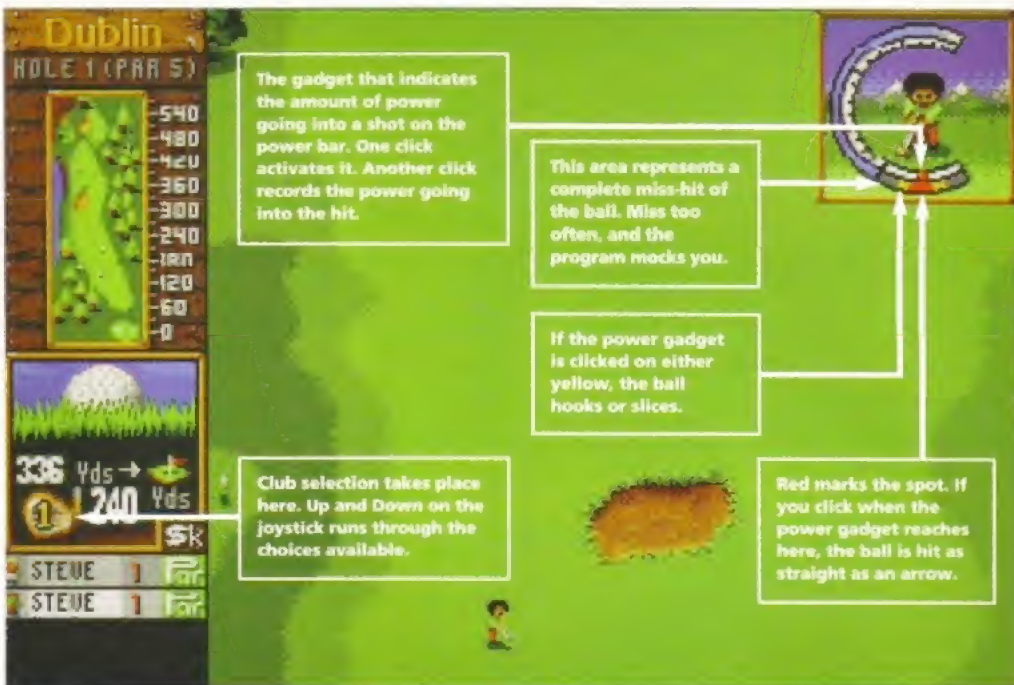 Dublin
HOLE 1 (PAR 5)
540
480
420
360
300
240
180
120
60
0
336 Yds
1 240 Yds
Sk
STEVE 1 Par
STEVE 1 Par
The gadget that indicates
the amount of power
going into a shot on the
power bar. One click
activates it. Another click
records the power going
into the hit.
This area represents a
complete miss-hit of
the ball. Miss too
often, and the
program mocks you.
If the power gadget
is clicked on either
yellow, the ball
hooks or slices.
Club selection takes place
here. Up and Down on the
joystick runs through the
choices available.
Red marks the spot. If
you click when the
power gadget reaches
here, the ball is hit as
straight as an arrow.